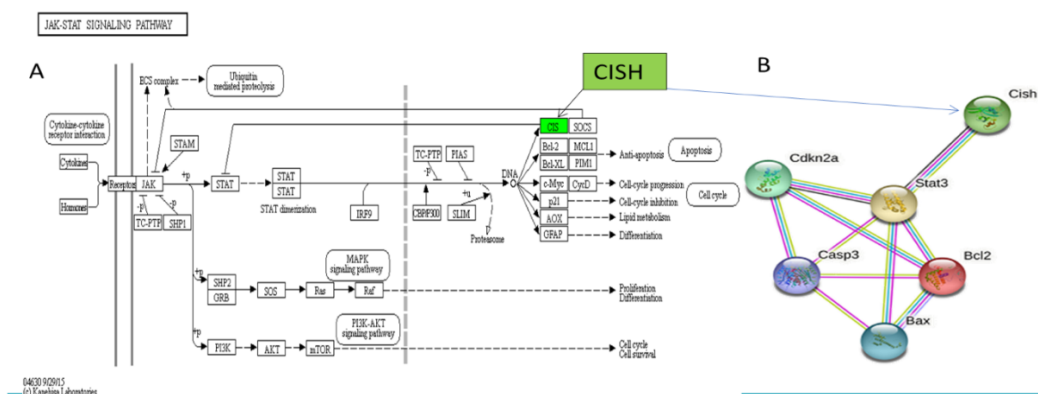 JAK-STAT SIGNALING PATHWAY
A
CISH
B
ECS complex
Ubiquitin
mediated proteolysis
Cytokine-cytokine
receptor interaction
Cytokines
Hormones
STAM
Receptor
JAK
+p
STAT
STAT
STAT
STAT dimerization
-p
-p
TC-PTP
SHP1
IRF9
TC-PTP
PIAS
-p
CBP/P300
SLIM
+u
Proteasome
DNA
CIS
SOCS
Bcl-2
MCL1
Bcl-XL
PIM1
Anti-apoptosis
Apoptosis
c-Myc
CycD
Cell-cycle progression
p21
Cell-cycle inhibition
Cell cycle
AOX
Lipid metabolism
GFAP
Differentiation
+p
SHP2
GRB
SOS
Ras
Raf
MAPK
signaling pathway
Proliferation
Differentiation
+p
PI3K
AKT
mTOR
PI3K-AKT
signaling pathway
Cell cycle
Cell survival
04630 9/29/15
(c) Kanehisa Laboratories
Cish
Cdkn2a
Stat3
Casp3
Bcl2
Bax